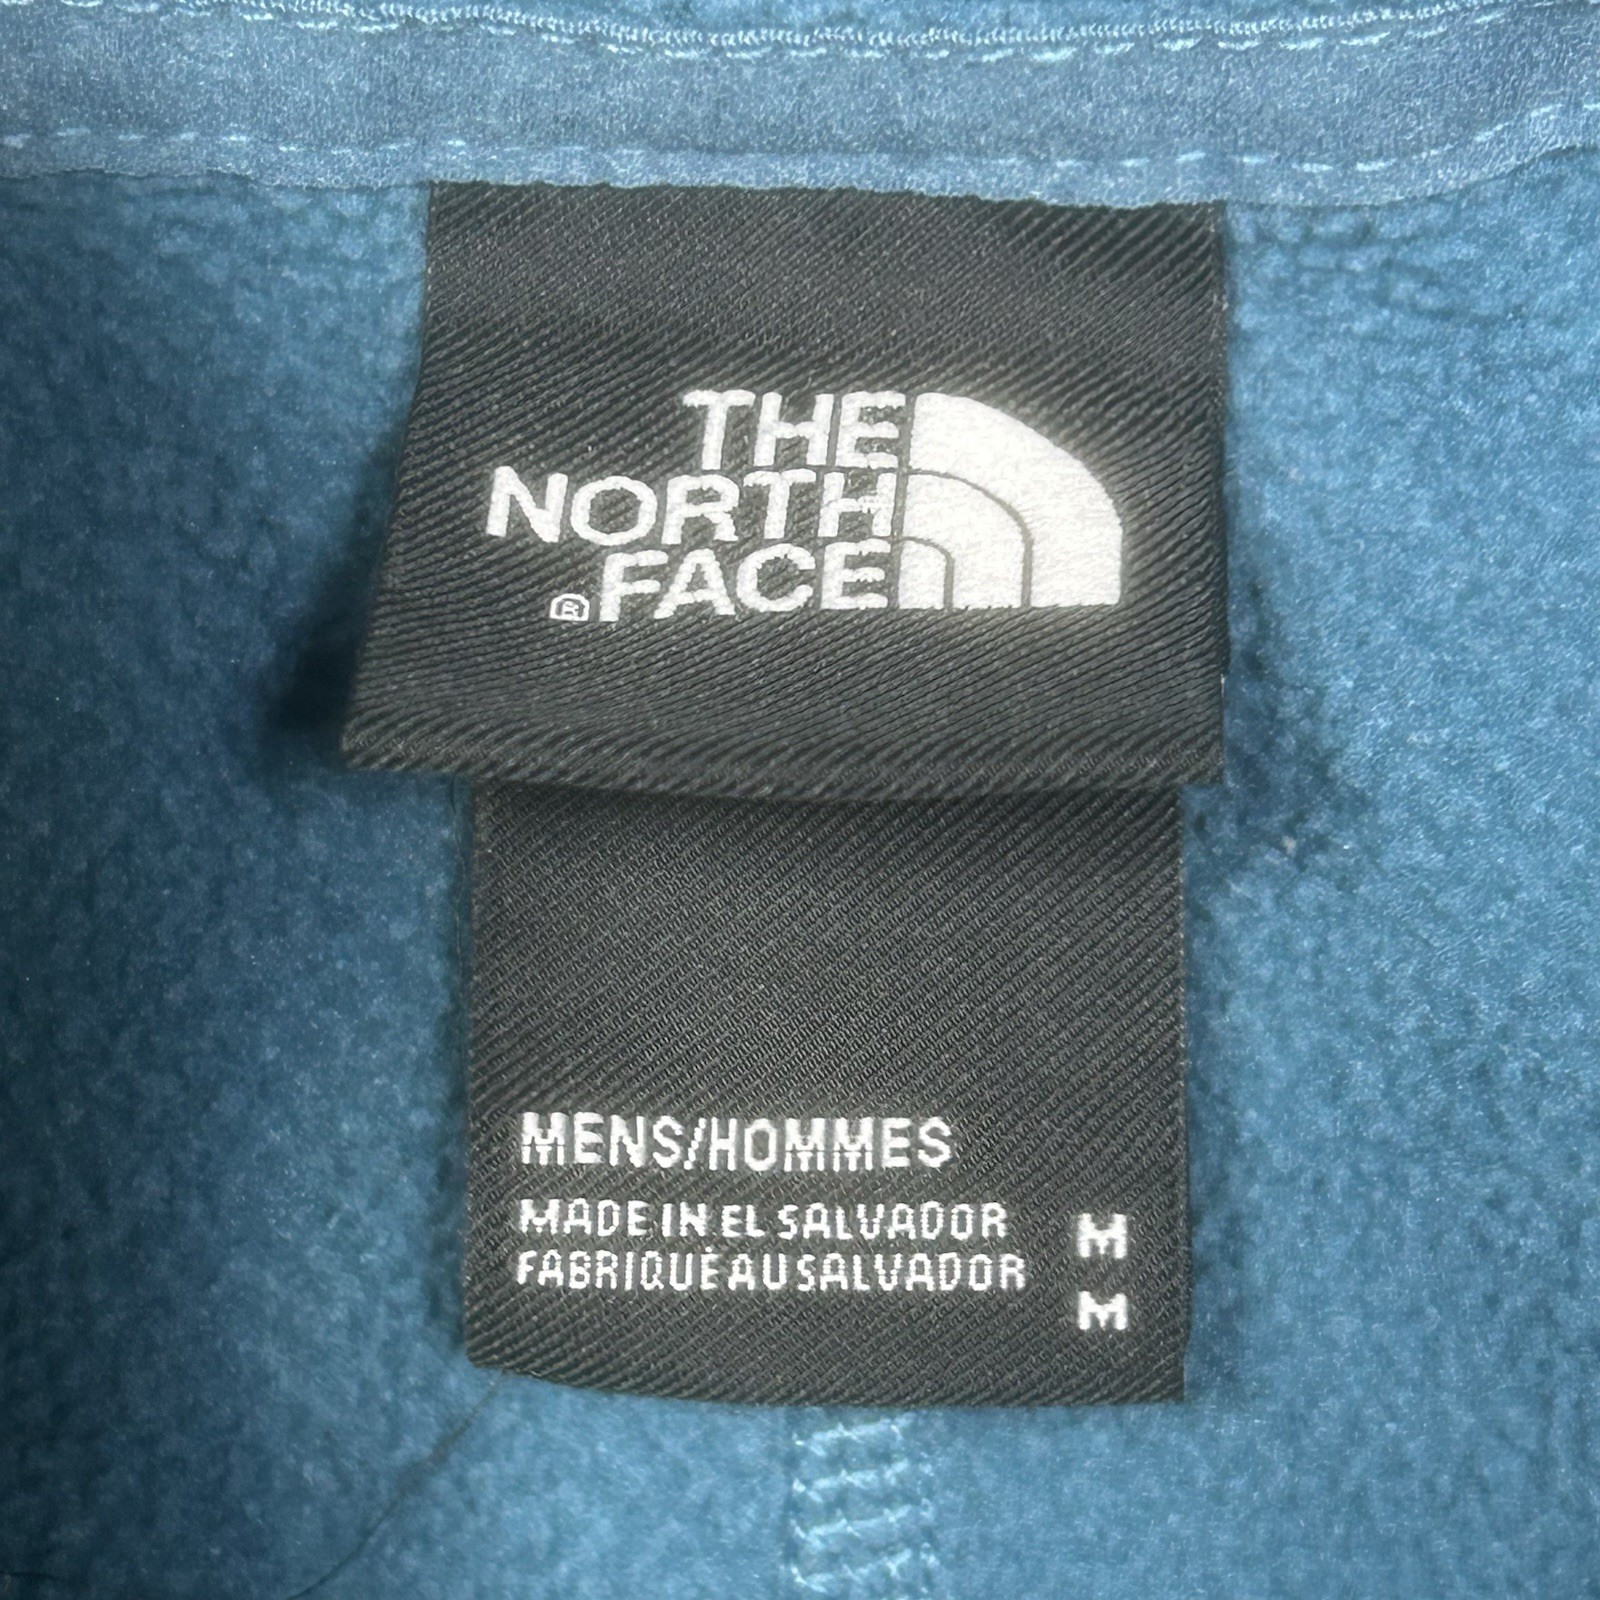 THE
NORTH
® FACE
MENS/HOMMES
MADE IN EL SALVADOR M
FABRIQUÉ AU SALVADOR
M